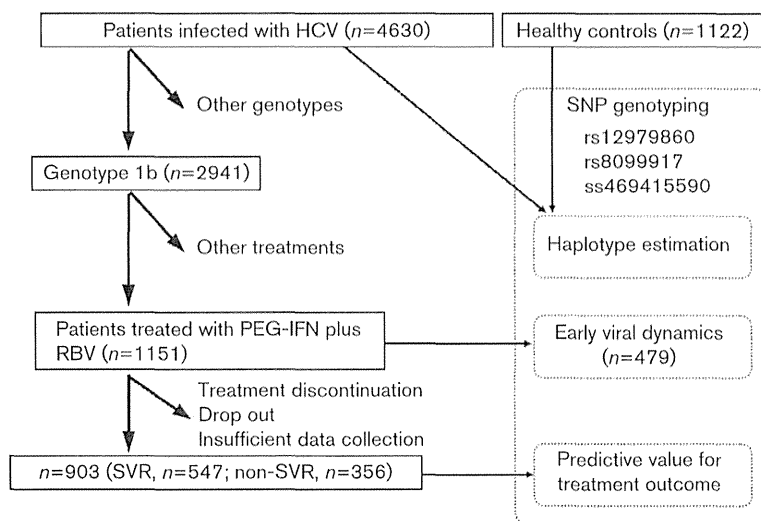 Patients infected with HCV (n=4630)
Healthy controls (n=1122)
Other genotypes
SNP genotyping
rs12979860
rs8099917
ss469415590
Genotype 1b (n=2941)
Other treatments
Haplotype estimation
Patients treated with PEG-IFN plus
RBV (n=1151)
Early viral dynamics
(n=479)
Treatment discontinuation
Drop out
Insufficient data collection
n=903 (SVR, n=547; non-SVR, n=356)
Predictive value for
treatment outcome